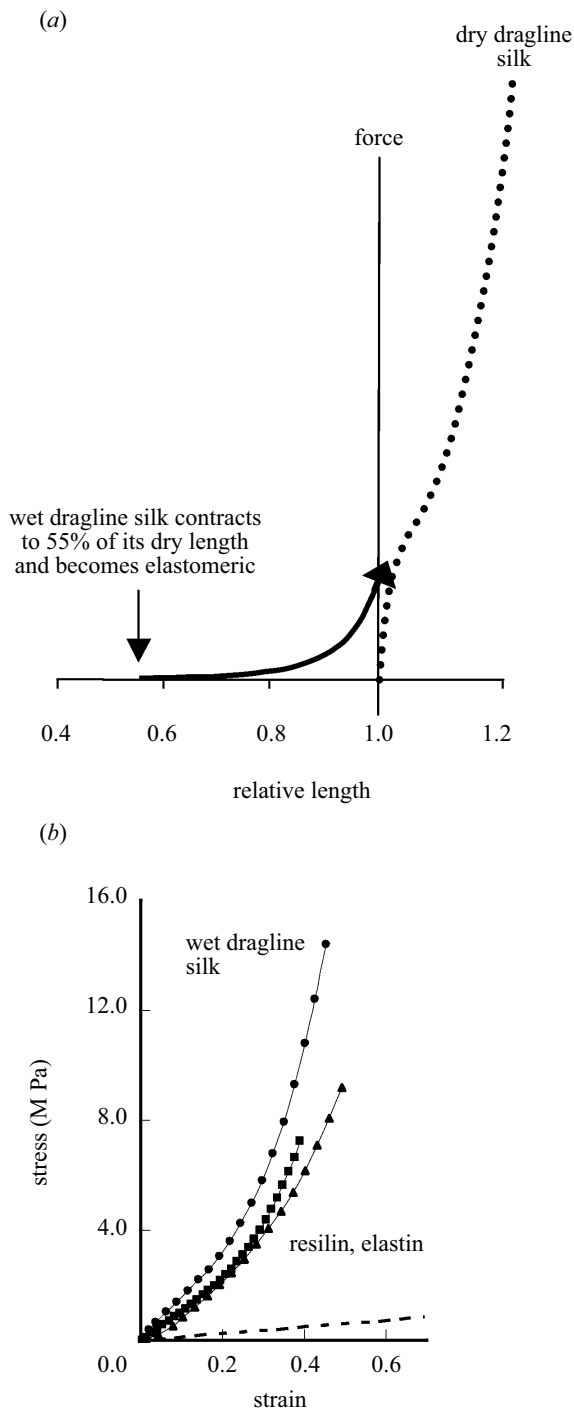 (a)
dry dragline
silk
force
wet dragline silk contracts
to 55% of its dry length
and becomes elastomeric
0.4 0.6 0.8 1.0 1.2
relative length
(b)
16.0
wet dragline
silk
12.0
stress (M Pa)
8.0
4.0
resilin, elastin
0.0 0.2 0.4 0.6
strain